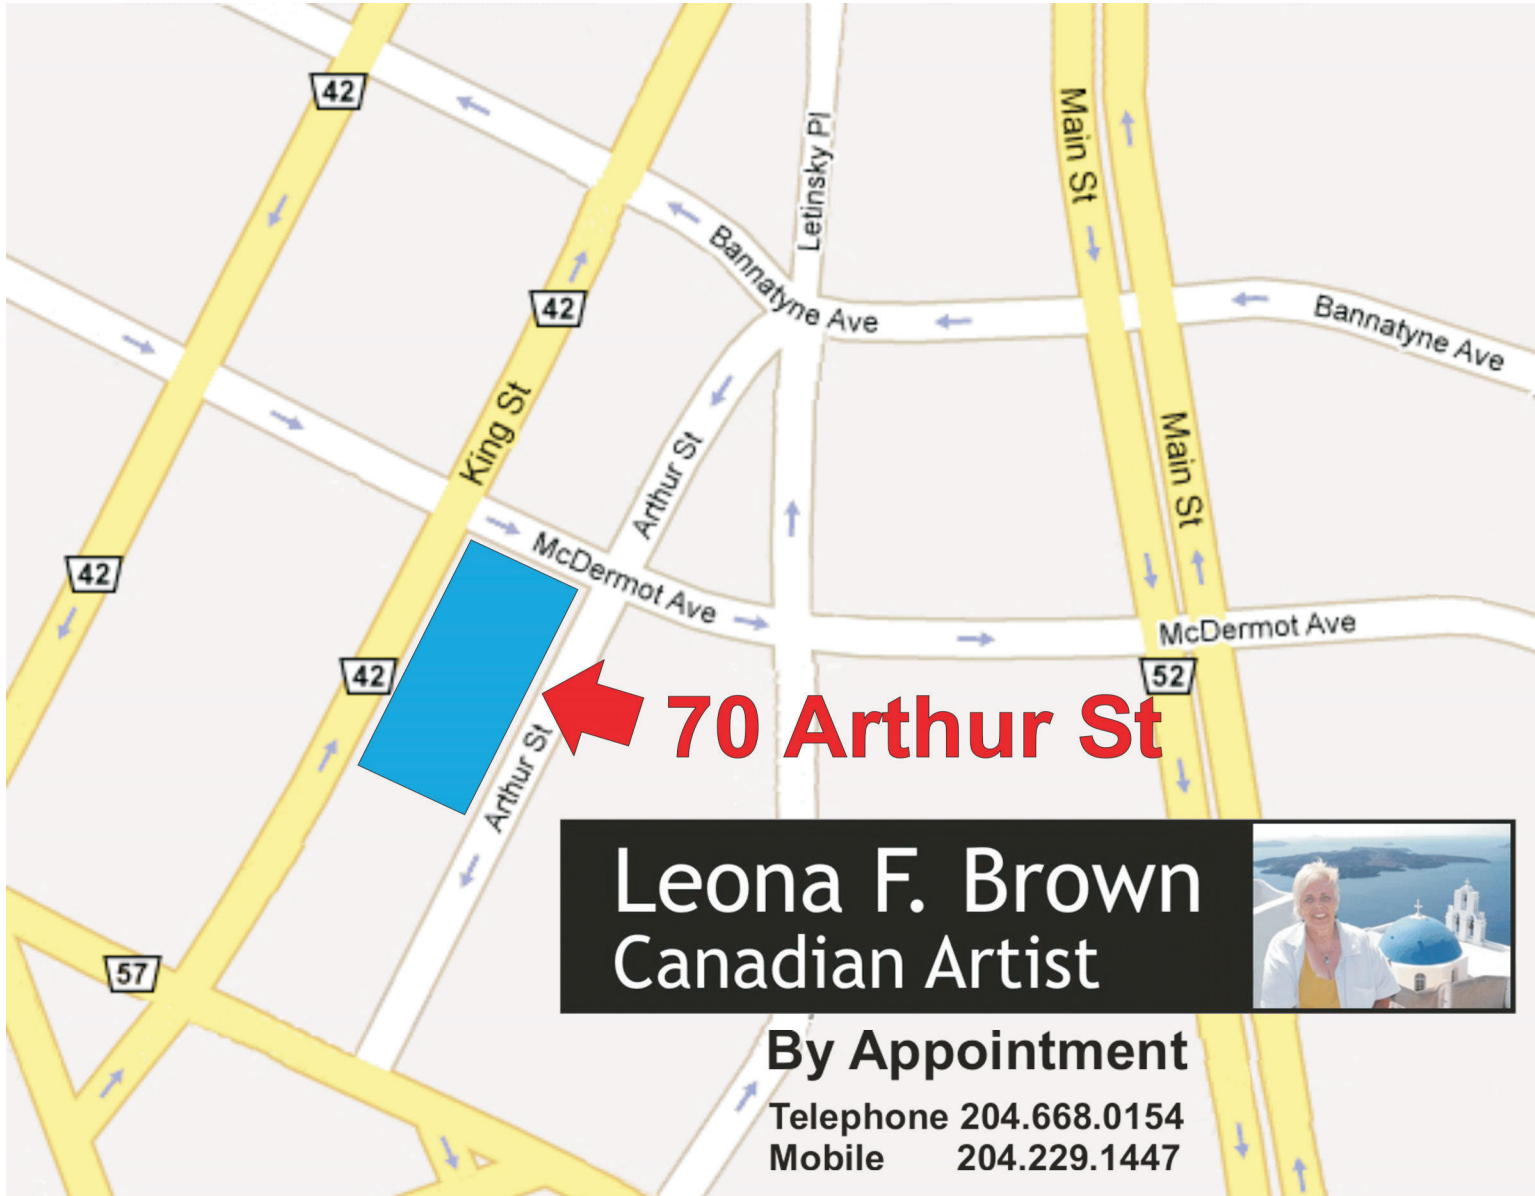 42
Main St
Letinsky Pl
Bannatyne Ave
42
Bannatyne Ave
King St
Arthur St
Main St
McDermot Ave
42
McDermot Ave
42
52
70 Arthur St
Arthur St
Leona F. Brown
Canadian Artist
57
By Appointment
Telephone 204.668.0154
Mobile 204.229.1447